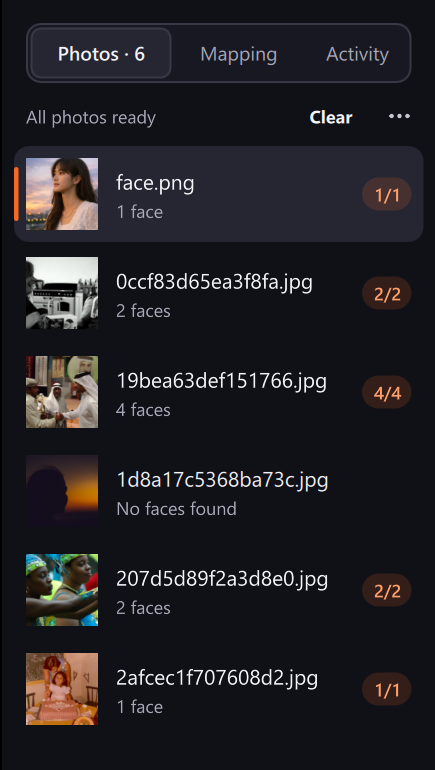 Photos · 6
Mapping
Activity
All photos ready
Clear
face.png
1 face
1/1
0ccf83d65ea3f8fa.jpg
2 faces
2/2
19bea63def151766.jpg
4 faces
4/4
1d8a17c5368ba73c.jpg
No faces found
207d5d89f2a3d8e0.jpg
2 faces
2/2
2afcec1f707608d2.jpg
1 face
1/1